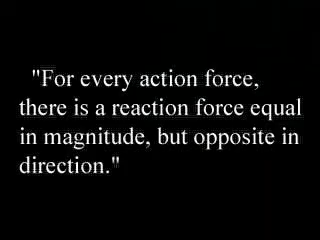 "For every action force,
there is a reaction force equal
in magnitude, but opposite in
direction."